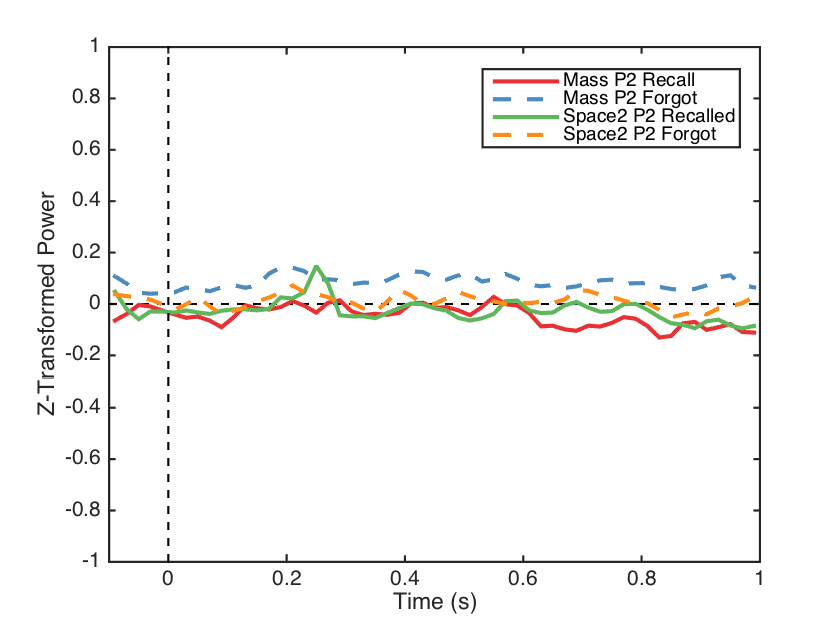 1
0.8
0.6
0.4
0.2
0
-0.2
-0.4
-0.6
-0.8
-1
Z-Transformed Power
Mass P2 Recall
Mass P2 Forgot
Space2 P2 Recalled
Space2 P2 Forgot
0 0.2 0.4 0.6 0.8 1
Time (s)